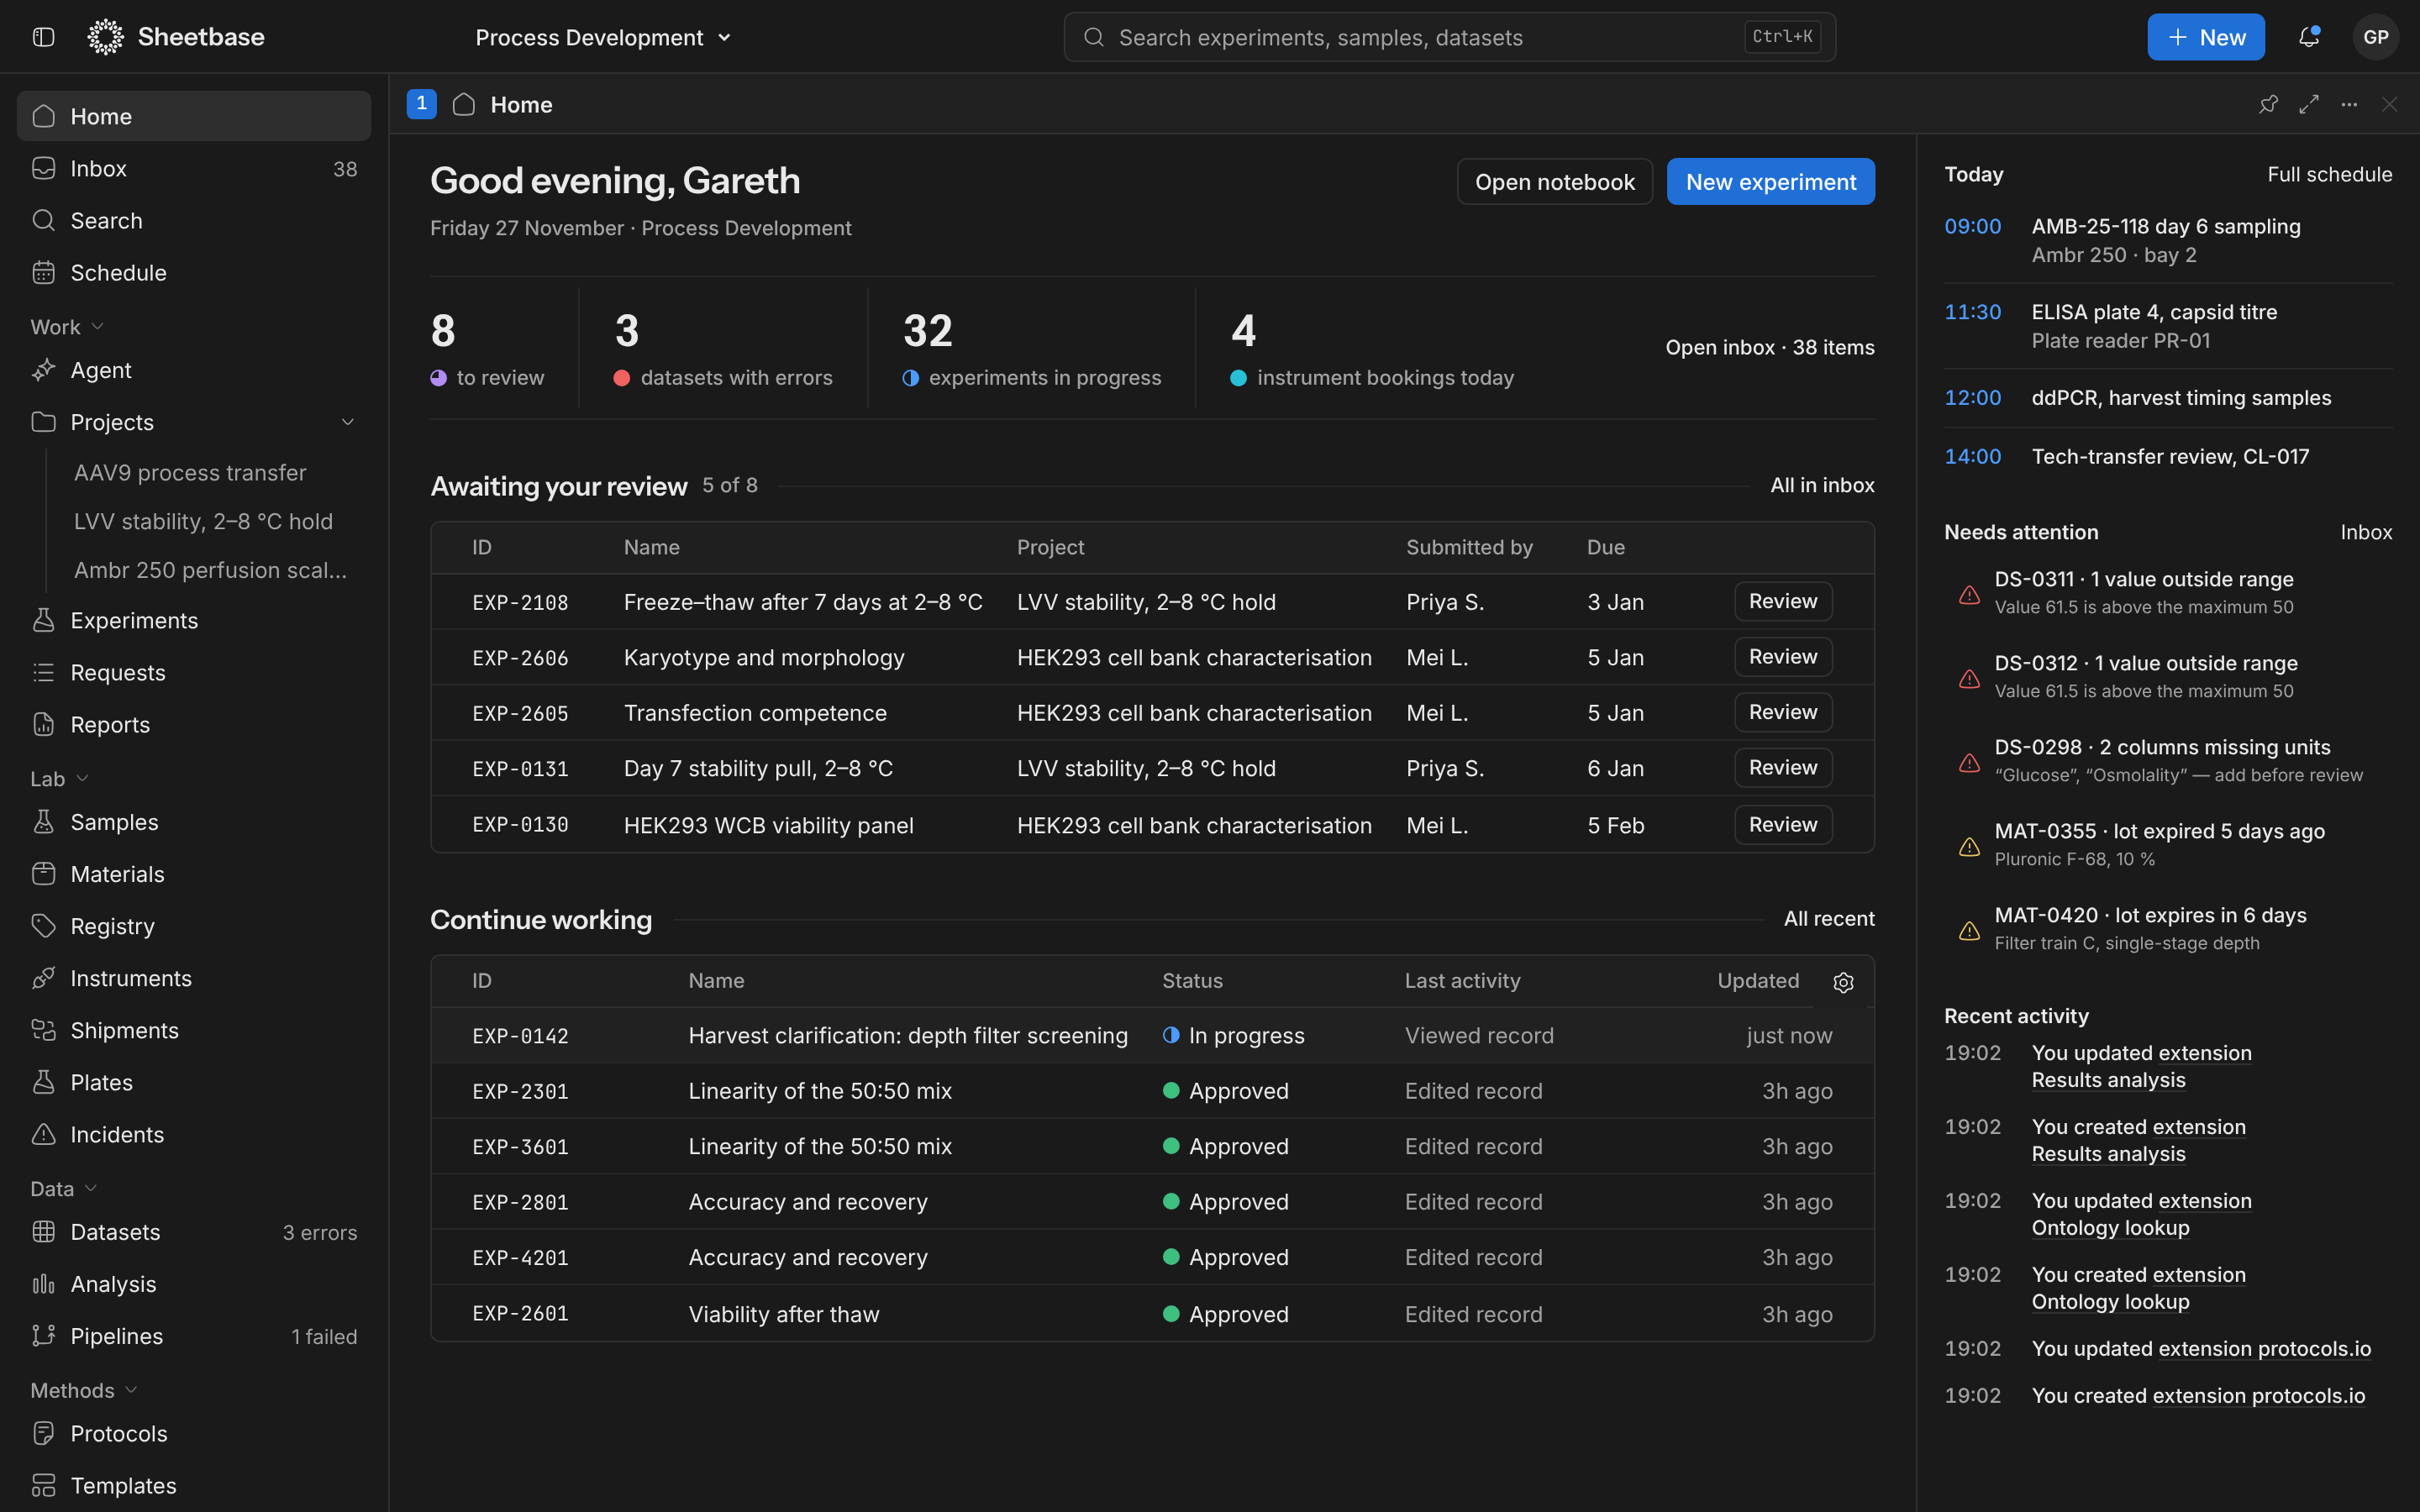 Sheetbase
Process Development
Search experiments, samples, datasets
Ctrl+K
New
GP
Home
Inbox 38
Search
Schedule
Work
Agent
Projects
AAV9 process transfer
LVV stability, 2–8 °C hold
Ambr 250 perfusion scal...
Experiments
Requests
Reports
Lab
Samples
Materials
Registry
Instruments
Shipments
Plates
Incidents
Data
Datasets 3 errors
Analysis
Pipelines 1 failed
Methods
Protocols
Templates
1 Home
Good evening, Gareth
Friday 27 November · Process Development
Open notebook
New experiment
8
to review
3
datasets with errors
32
experiments in progress
4
instrument bookings today
Open inbox · 38 items
Awaiting your review 5 of 8 All in inbox
ID Name Project Submitted by Due
EXP-2108 Freeze–thaw after 7 days at 2–8 °C LVV stability, 2–8 °C hold Priya S. 3 Jan Review
EXP-2606 Karyotype and morphology HEK293 cell bank characterisation Mei L. 5 Jan Review
EXP-2605 Transfection competence HEK293 cell bank characterisation Mei L. 5 Jan Review
EXP-0131 Day 7 stability pull, 2–8 °C LVV stability, 2–8 °C hold Priya S. 6 Jan Review
EXP-0130 HEK293 WCB viability panel HEK293 cell bank characterisation Mei L. 5 Feb Review
Continue working All recent
ID Name Status Last activity Updated
EXP-0142 Harvest clarification: depth filter screening In progress Viewed record just now
EXP-2301 Linearity of the 50:50 mix Approved Edited record 3h ago
EXP-3601 Linearity of the 50:50 mix Approved Edited record 3h ago
EXP-2801 Accuracy and recovery Approved Edited record 3h ago
EXP-4201 Accuracy and recovery Approved Edited record 3h ago
EXP-2601 Viability after thaw Approved Edited record 3h ago
Today Full schedule
09:00 AMB-25-118 day 6 sampling
Ambr 250 · bay 2
11:30 ELISA plate 4, capsid titre
Plate reader PR-01
12:00 ddPCR, harvest timing samples
14:00 Tech-transfer review, CL-017
Needs attention Inbox
DS-0311 · 1 value outside range
Value 61.5 is above the maximum 50
DS-0312 · 1 value outside range
Value 61.5 is above the maximum 50
DS-0298 · 2 columns missing units
“Glucose”, “Osmolality” — add before review
MAT-0355 · lot expired 5 days ago
Pluronic F-68, 10 %
MAT-0420 · lot expires in 6 days
Filter train C, single-stage depth
Recent activity
19:02 You updated extension
Results analysis
19:02 You created extension
Results analysis
19:02 You updated extension
Ontology lookup
19:02 You created extension
Ontology lookup
19:02 You updated extension protocols.io
19:02 You created extension protocols.io